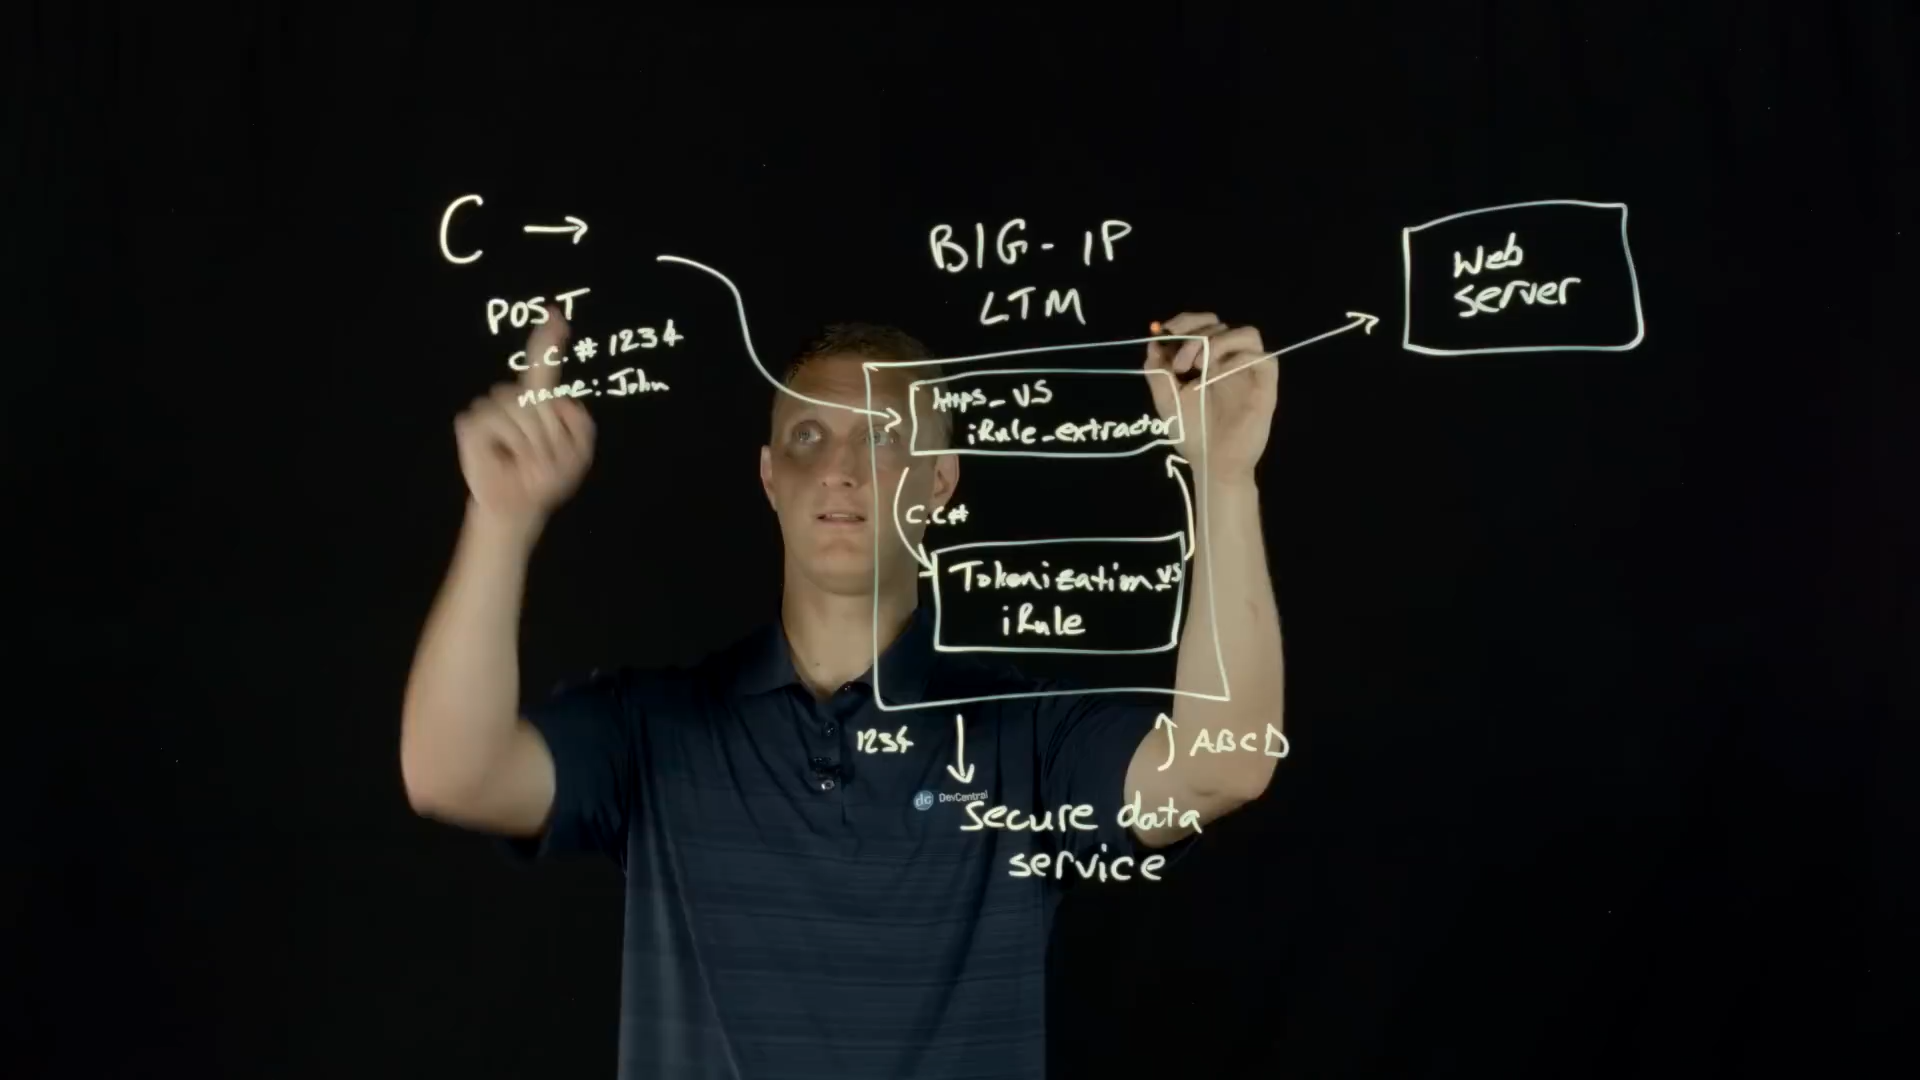 C →
POST
C.C.# 1234
name: John
BIG-IP
LTM
https_VS
iRule_extractor
C.C#
Tokenization_VS
iRule
1234
ABCD
dc DevCentral
secure data
service
Web
server